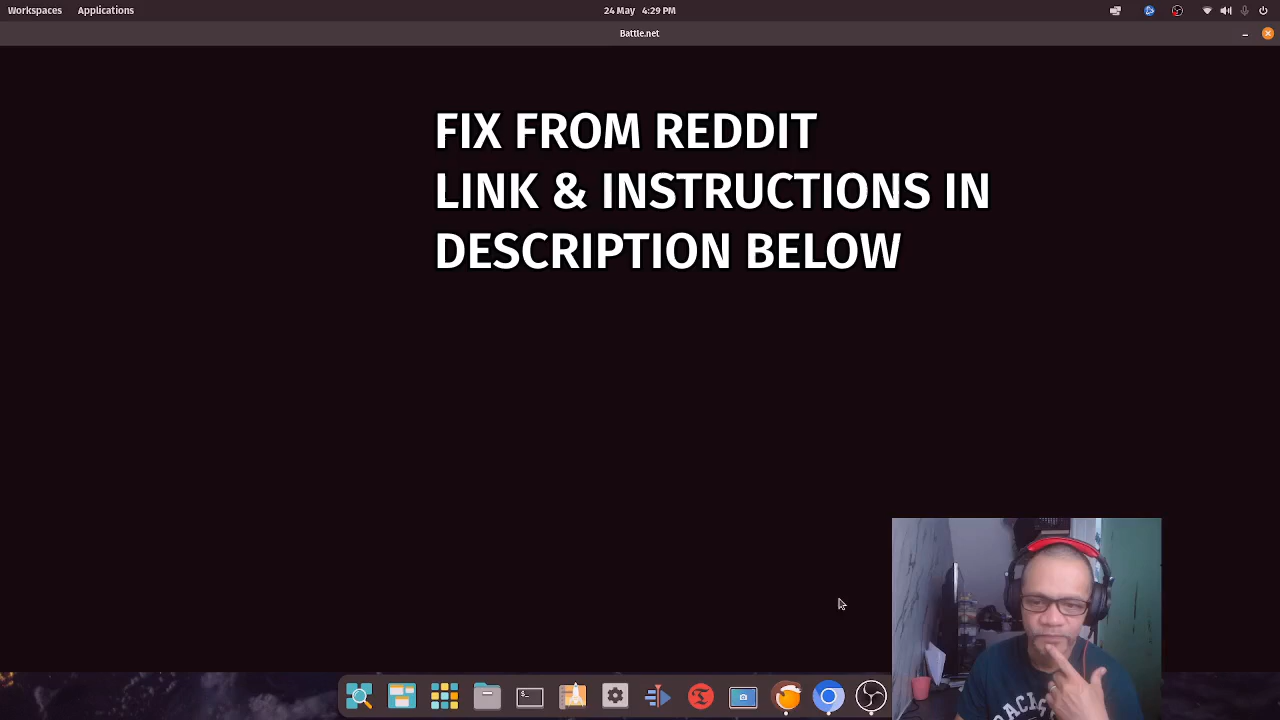 Workspaces Applications 24 May 4:29 PM
Battle.net
FIX FROM REDDIT
LINK & INSTRUCTIONS IN
DESCRIPTION BELOW